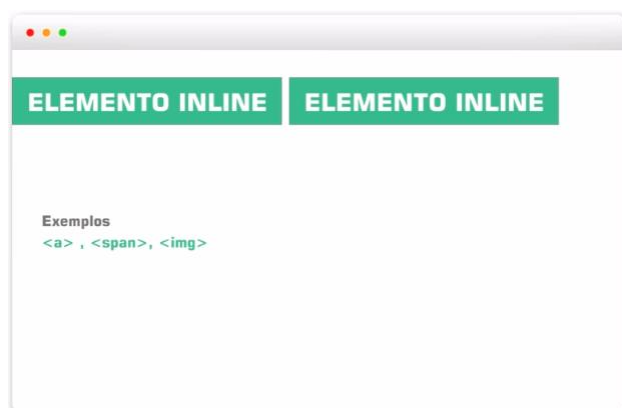 ELEMENTO INLINE ELEMENTO INLINE
Exemplos
<a> , <span>, <img>